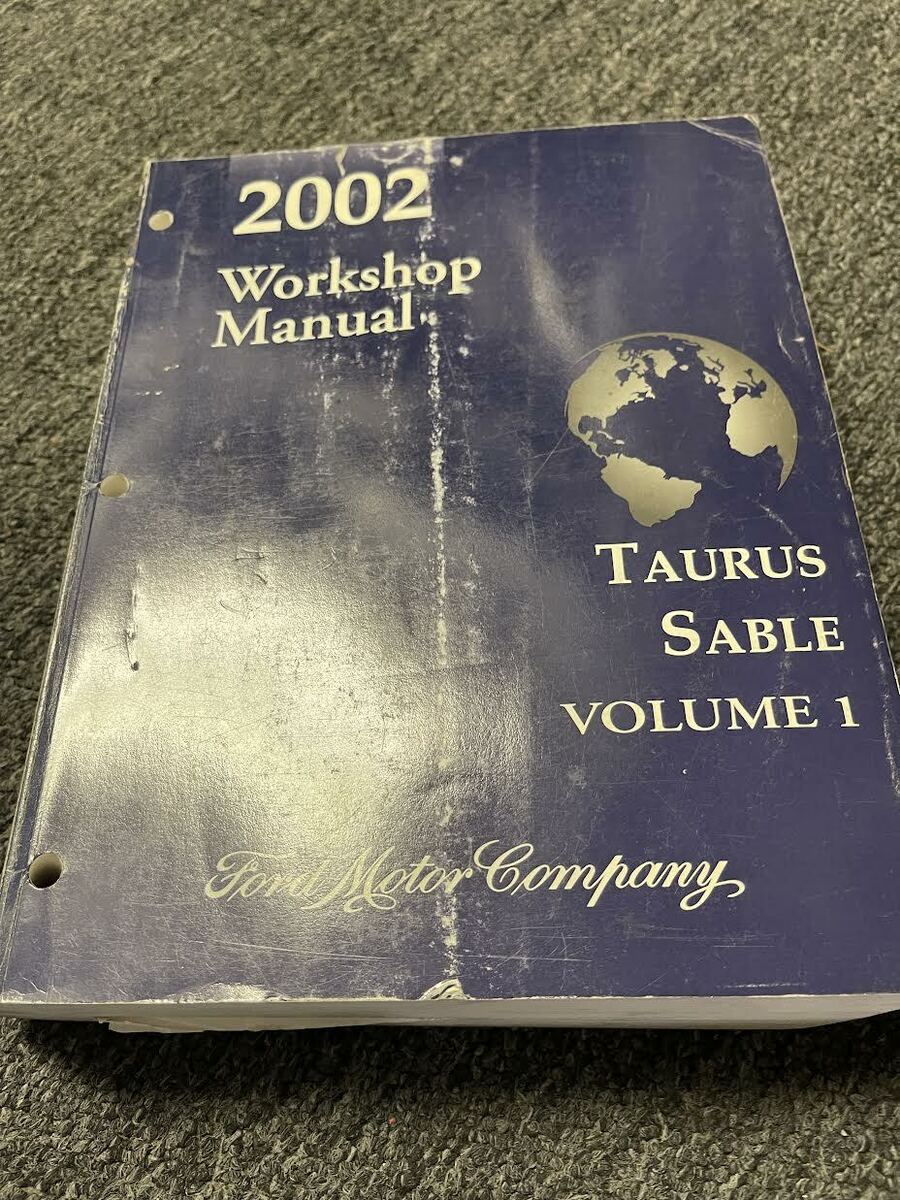 2002
Workshop
Manual
TAURUS
SABLE
VOLUME 1
Ford Motor Company